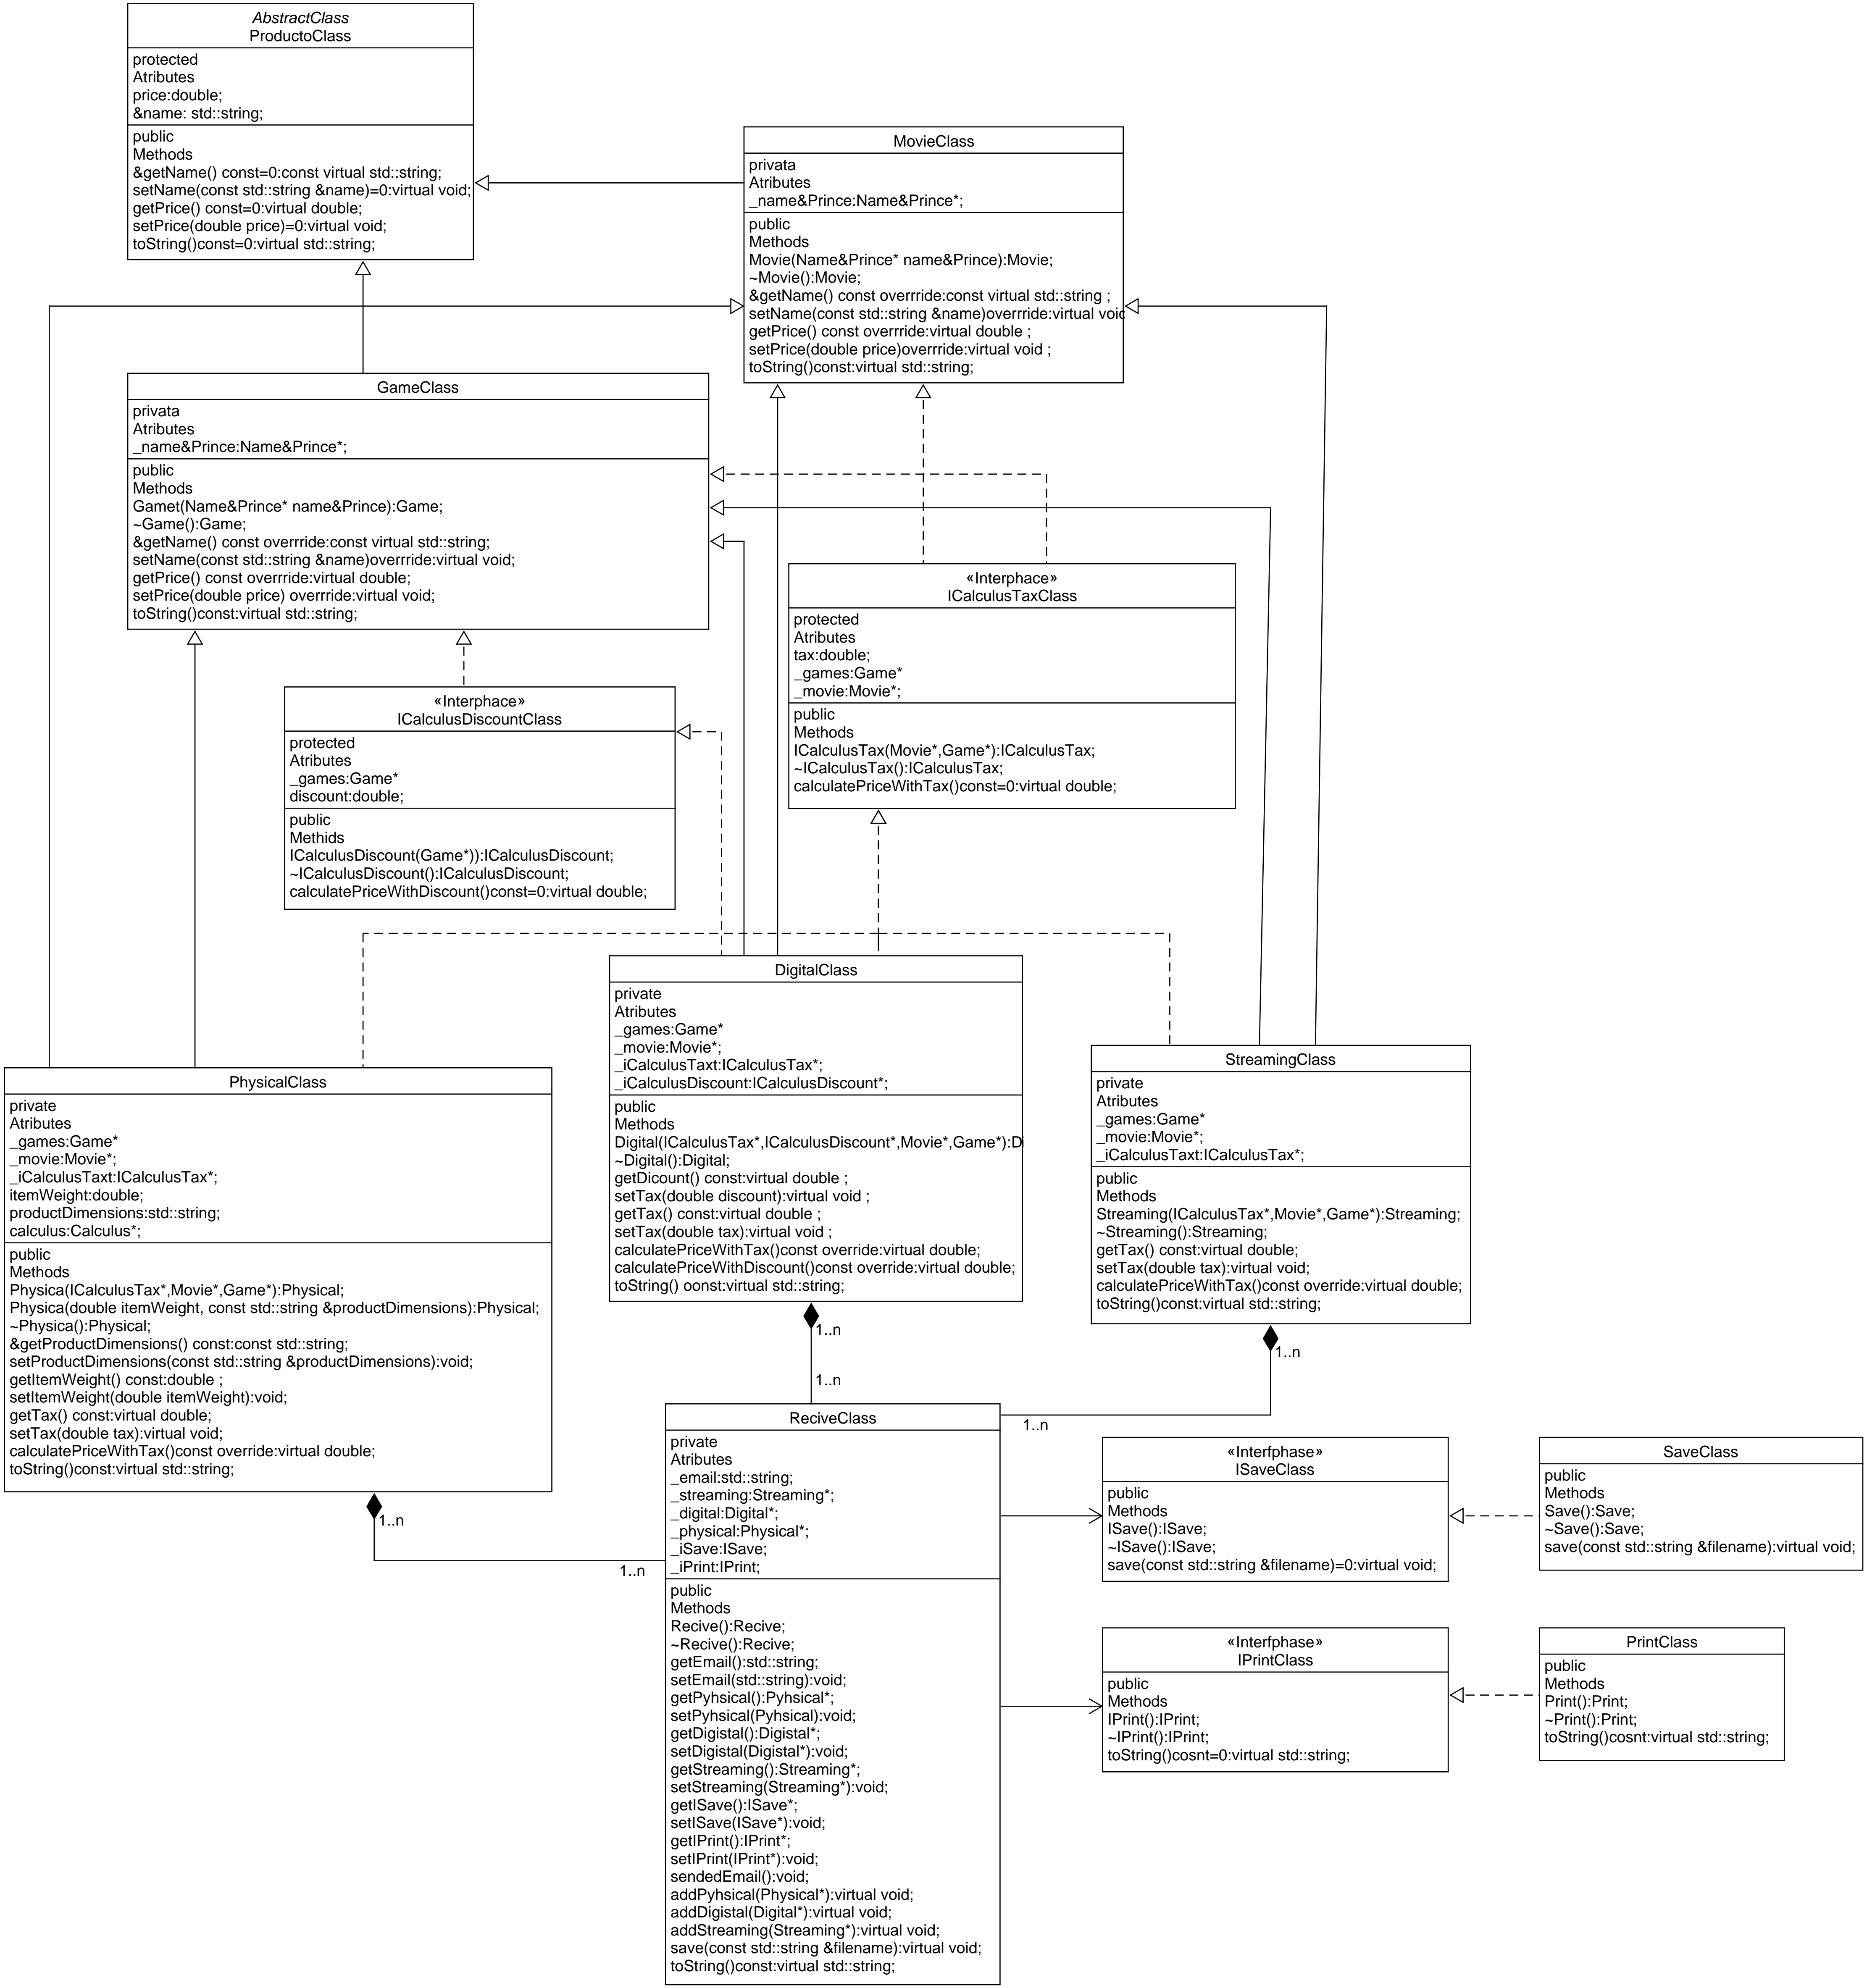 AbstractClass
ProductoClass
protected
Atributes
price:double;
&name: std::string;
public
Methods
&getName() const=0:const virtual std::string;
setName(const std::string &name)=0:virtual void;
getPrice() const=0:virtual double;
setPrice(double price)=0:virtual void;
toString()const=0:virtual std::string;
MovieClass
privata
Atributes
_name&Prince:Name&Prince*;
public
Methods
Movie(Name&Prince* name&Prince):Movie;
~Movie():Movie;
&getName() const overrride:const virtual std::string ;
setName(const std::string &name)overrride:virtual void
getPrice() const overrride:virtual double ;
setPrice(double price)overrride:virtual void ;
toString()const:virtual std::string;
GameClass
privata
Atributes
_name&Prince:Name&Prince*;
public
Methods
Gamet(Name&Prince* name&Prince):Game;
~Game():Game;
&getName() const overrride:const virtual std::string;
setName(const std::string &name)overrride:virtual void;
getPrice() const overrride:virtual double;
setPrice(double price) overrride:virtual void;
toString()const:virtual std::string;
«Interphace»
ICalculusTaxClass
protected
Atributes
tax:double;
_games:Game*
_movie:Movie*;
public
Methods
ICalculusTax(Movie*,Game*):ICalculusTax;
~ICalculusTax():ICalculusTax;
calculatePriceWithTax()const=0:virtual double;
«Interphace»
ICalculusDiscountClass
protected
Atributes
_games:Game*
discount:double;
public
Methids
ICalculusDiscount(Game*)):ICalculusDiscount;
~ICalculusDiscount():ICalculusDiscount;
calculatePriceWithDiscount()const=0:virtual double;
DigitalClass
private
Atributes
_games:Game*
_movie:Movie*;
_iCalculusTaxt:ICalculusTax*;
_iCalculusDiscount:ICalculusDiscount*;
public
Methods
Digital(ICalculusTax*,ICalculusDiscount*,Movie*,Game*):D
~Digital():Digital;
getDicount() const:virtual double ;
setTax(double discount):virtual void ;
getTax() const:virtual double ;
setTax(double tax):virtual void ;
calculatePriceWithTax()const override:virtual double;
calculatePriceWithDiscount()const override:virtual double;
toString() oonst:virtual std::string;
StreamingClass
private
Atributes
_games:Game*
_movie:Movie*;
_iCalculusTaxt:ICalculusTax*;
public
Methods
Streaming(ICalculusTax*,Movie*,Game*):Streaming;
~Streaming():Streaming;
getTax() const:virtual double;
setTax(double tax):virtual void;
calculatePriceWithTax()const override:virtual double;
toString()const:virtual std::string;
PhysicalClass
private
Atributes
_games:Game*
_movie:Movie*;
_iCalculusTaxt:ICalculusTax*;
itemWeight:double;
productDimensions:std::string;
calculus:Calculus*;
public
Methods
Physica(ICalculusTax*,Movie*,Game*):Physical;
Physica(double itemWeight, const std::string &productDimensions):Physical;
~Physica():Physical;
&getProductDimensions() const:const std::string;
setProductDimensions(const std::string &productDimensions):void;
getItemWeight() const:double ;
setItemWeight(double itemWeight):void;
getTax() const:virtual double;
setTax(double tax):virtual void;
calculatePriceWithTax()const override:virtual double;
toString()const:virtual std::string;
1..n
1..n
1..n
1..n
1..n
1..n
ReciveClass
private
Atributes
_email:std::string;
_streaming:Streaming*;
_digital:Digital*;
_physical:Physical*;
_iSave:ISave;
_iPrint:IPrint;
public
Methods
Recive():Recive;
~Recive():Recive;
getEmail():std::string;
setEmail(std::string):void;
getPyhsical():Pyhsical*;
setPyhsical(Pyhsical):void;
getDigistal():Digistal*;
setDigistal(Digistal*):void;
getStreaming():Streaming*;
setStreaming(Streaming*):void;
getISave():ISave*;
setISave(ISave*):void;
getIPrint():IPrint*;
setIPrint(IPrint*):void;
sendedEmail():void;
addPyhsical(Physical*):virtual void;
addDigistal(Digital*):virtual void;
addStreaming(Streaming*):virtual void;
save(const std::string &filename):virtual void;
toString()const:virtual std::string;
«Interfphase»
ISaveClass
public
Methods
ISave():ISave;
~ISave():ISave;
save(const std::string &filename)=0:virtual void;
SaveClass
public
Methods
Save():Save;
~Save():Save;
save(const std::string &filename):virtual void;
«Interfphase»
IPrintClass
public
Methods
IPrint():IPrint;
~IPrint():IPrint;
toString()cosnt=0:virtual std::string;
PrintClass
public
Methods
Print():Print;
~Print():Print;
toString()cosnt:virtual std::string;